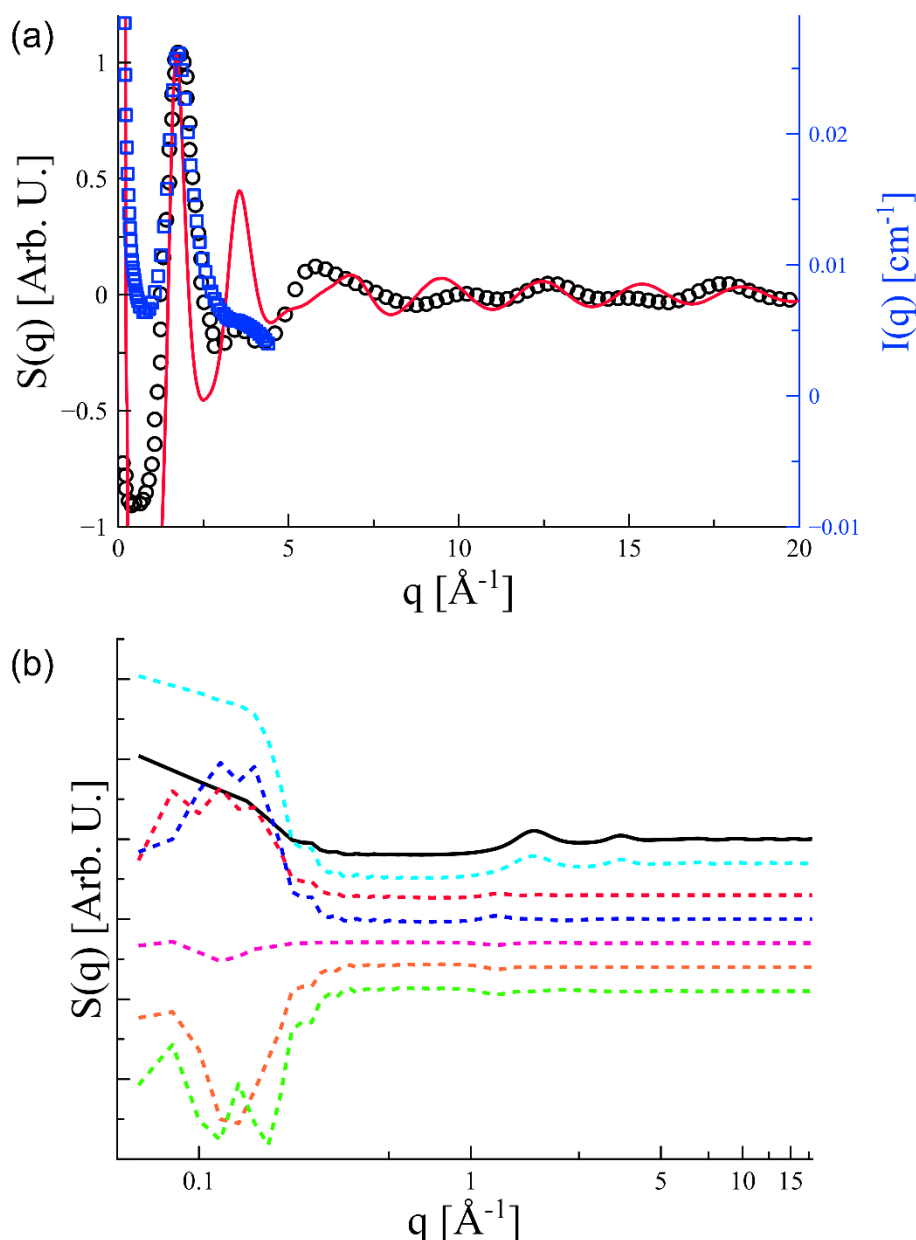 (a)
S(q) [Arb. U.]
1
0.5
0
−0.5
−1
0 5 10 15 20
q [Å-1]
0.02
0.01
0
−0.01
I(q) [cm-1]
(b)
S(q) [Arb. U.]
0.1 1 5 10 15
q [Å-1]